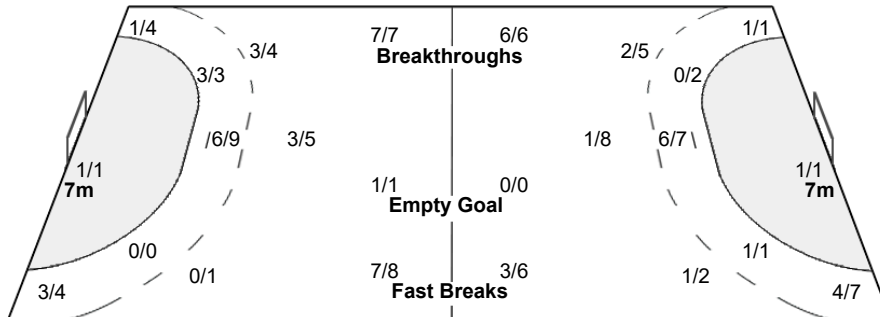 1/4 7/7 6/6 1/1
3/4 2/5
Breakthroughs
3/3 0/2
6/9 3/5 1/8 6/7
1/1 1/1
7m 7m
1/1 0/0
Empty Goal
0/0 1/1
0/1 7/8 3/6 1/2
3/4 Fast Breaks 4/7